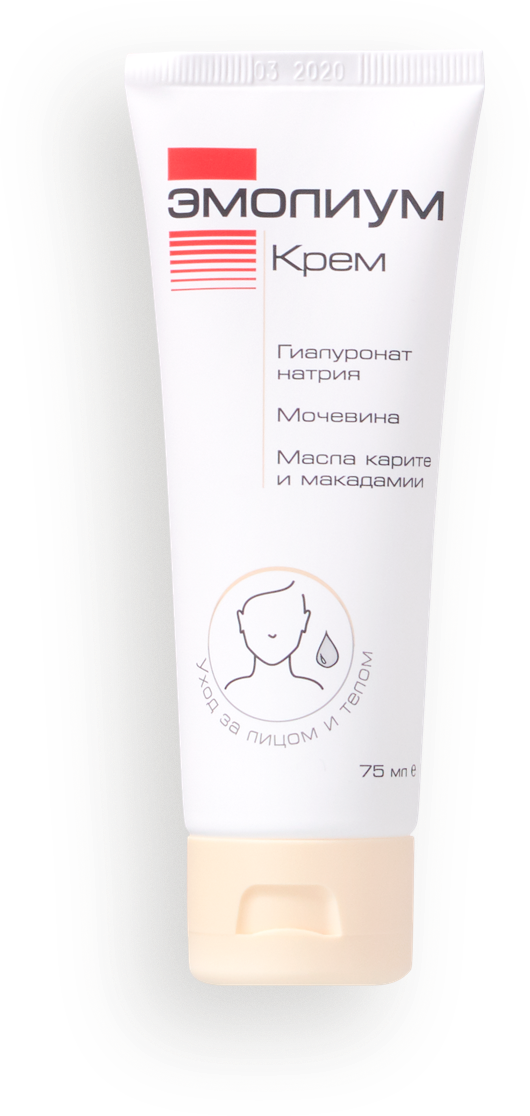 03 2020
эмолиум
Крем
Гиалуронат
натрия
Мочевина
Масла карите
и макадамии
Уход за лицом и телом
75 мл e